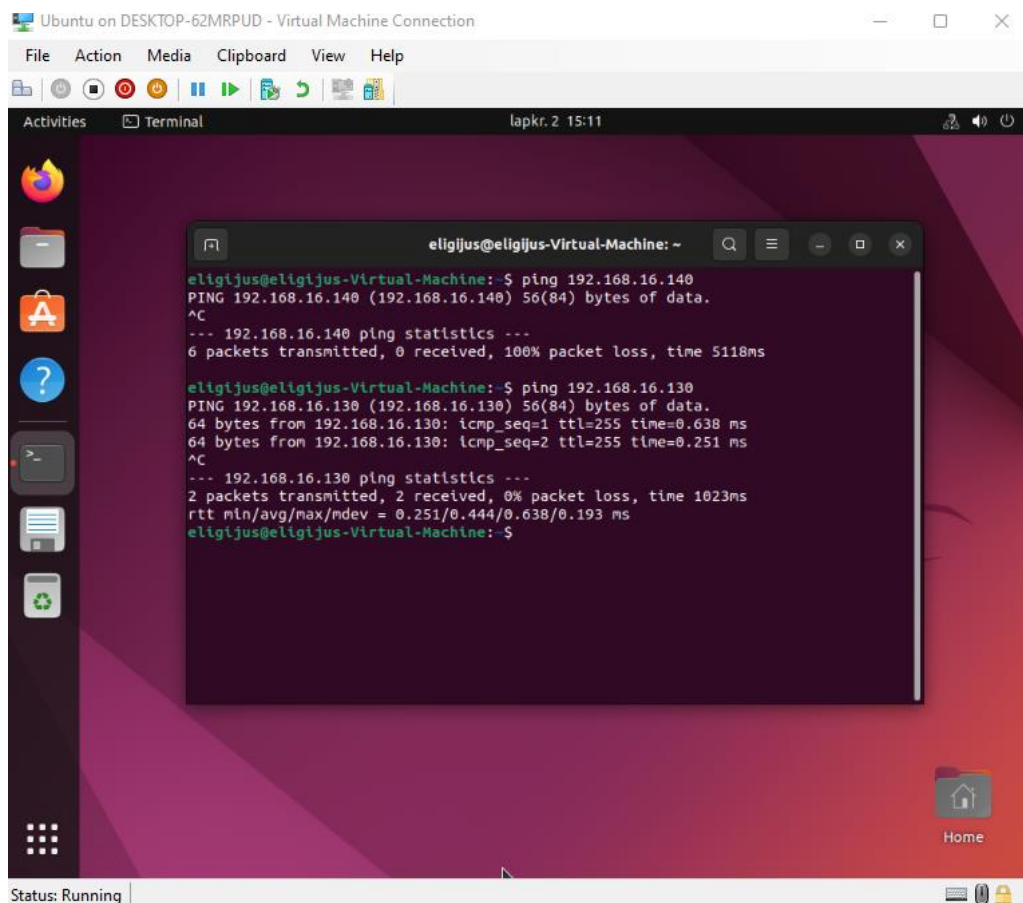 Ubuntu on DESKTOP-62MRPUD - Virtual Machine Connection
File Action Media Clipboard View Help
Activities Terminal lapkr. 2 15:11
eligijus@eligijus-Virtual-Machine: ~
eligijus@eligijus-Virtual-Machine:~$ ping 192.168.16.140
PING 192.168.16.140 (192.168.16.140) 56(84) bytes of data.
^C
--- 192.168.16.140 ping statistics ---
6 packets transmitted, 0 received, 100% packet loss, time 5118ms
eligijus@eligijus-Virtual-Machine:~$ ping 192.168.16.130
PING 192.168.16.130 (192.168.16.130) 56(84) bytes of data.
64 bytes from 192.168.16.130: icmp_seq=1 ttl=255 time=0.638 ms
64 bytes from 192.168.16.130: icmp_seq=2 ttl=255 time=0.251 ms
^C
--- 192.168.16.130 ping statistics ---
2 packets transmitted, 2 received, 0% packet loss, time 1023ms
rtt min/avg/max/mdev = 0.251/0.444/0.638/0.193 ms
eligijus@eligijus-Virtual-Machine:~$
Home
Status: Running